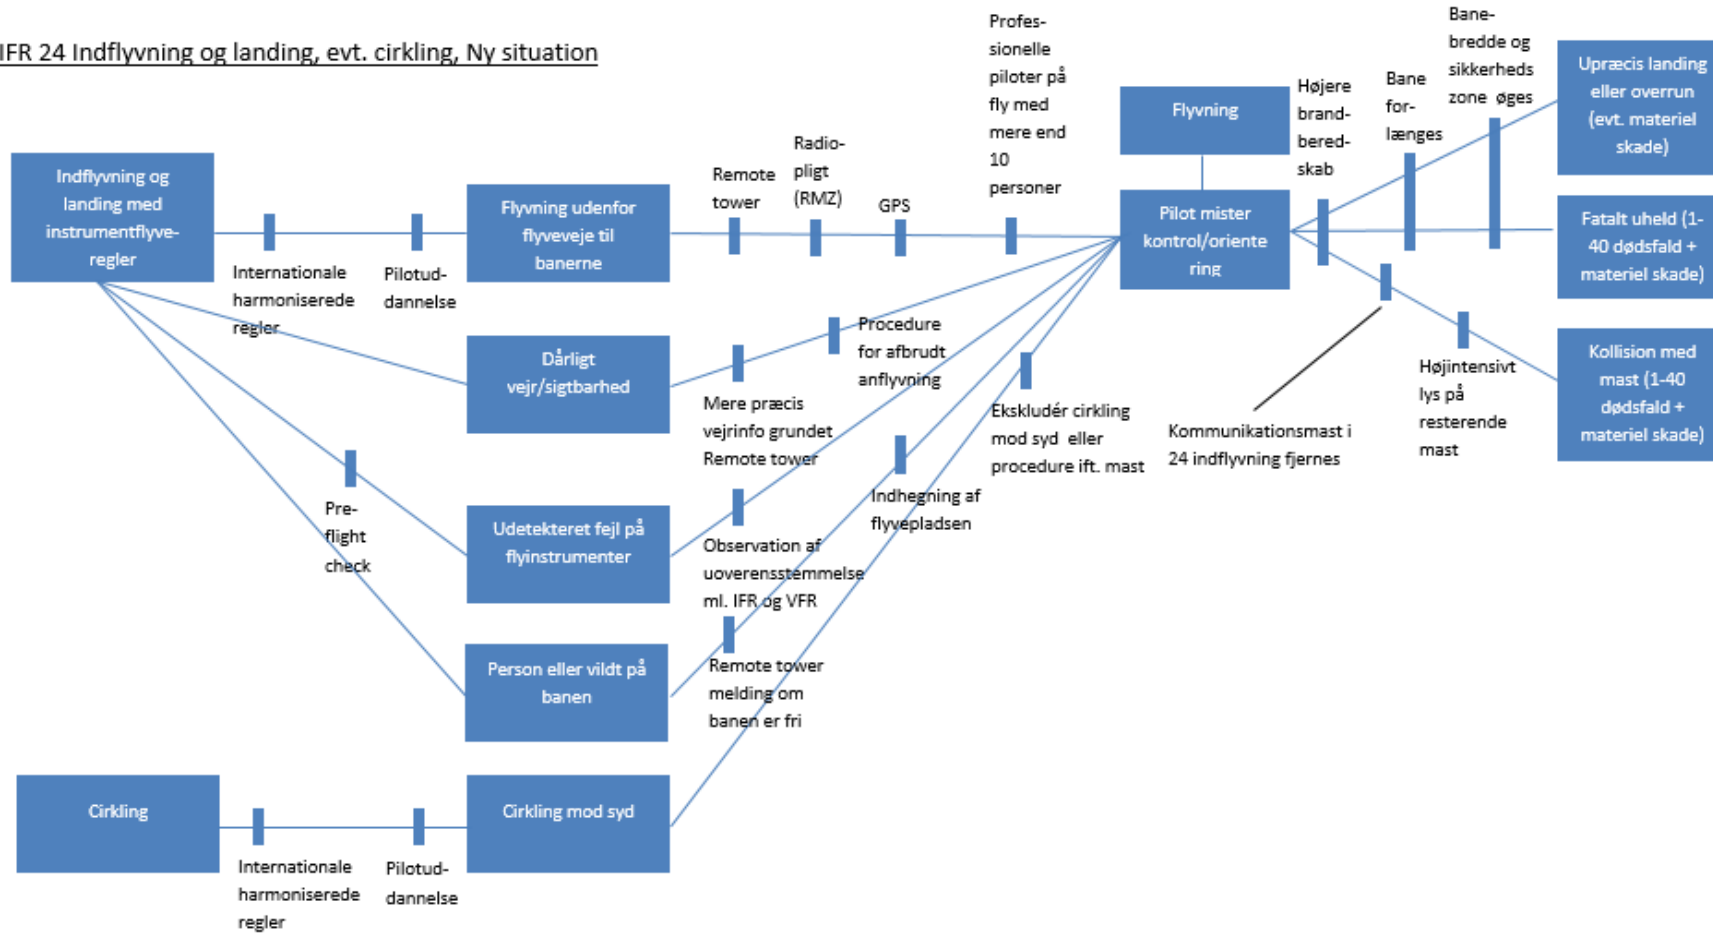 IFR 24 Indflyvning og landing, evt. cirkling, Ny situation
Indflyvning og
landing med
instrumentflyve-
regler
Internationale
harmoniserede
regler
Pilotud-
dannelse
Flyvning udenfor
flyveveje til
banerne
Remote
tower
Radio-
pligt
(RMZ)
GPS
Profes-
sionelle
piloter på
fly med
mere end
10
personer
Flyvning
Pilot mister
kontrol/oriente
ring
Højere
brand-
bered-
skab
Bane
for-
længes
Bane-
bredde og
sikkerheds
zone øges
Upræcis landing
eller overrun
(evt. materiel
skade)
Fatalt uheld (1-
40 dødsfald +
materiel skade)
Kollision med
mast (1-40
dødsfald +
materiel skade)
Dårligt
vejr/sigtbarhed
Mere præcis
vejrinfo grundet
Remote tower
Procedure
for afbrudt
anflyvning
Ekskludér cirkling
mod syd eller
procedure ift. mast
Kommunikationsmast i
24 indflyvning fjernes
Højintensivt
lys på
resterende
mast
Pre-
flight
check
Udetekteret fejl på
flyinstrumenter
Observation af
uoverensstemmelse
ml. IFR og VFR
Indhegning af
flyvepladsen
Person eller vildt på
banen
Remote tower
melding om
banen er fri
Cirkling
Internationale
harmoniserede
regler
Pilotud-
dannelse
Cirkling mod syd